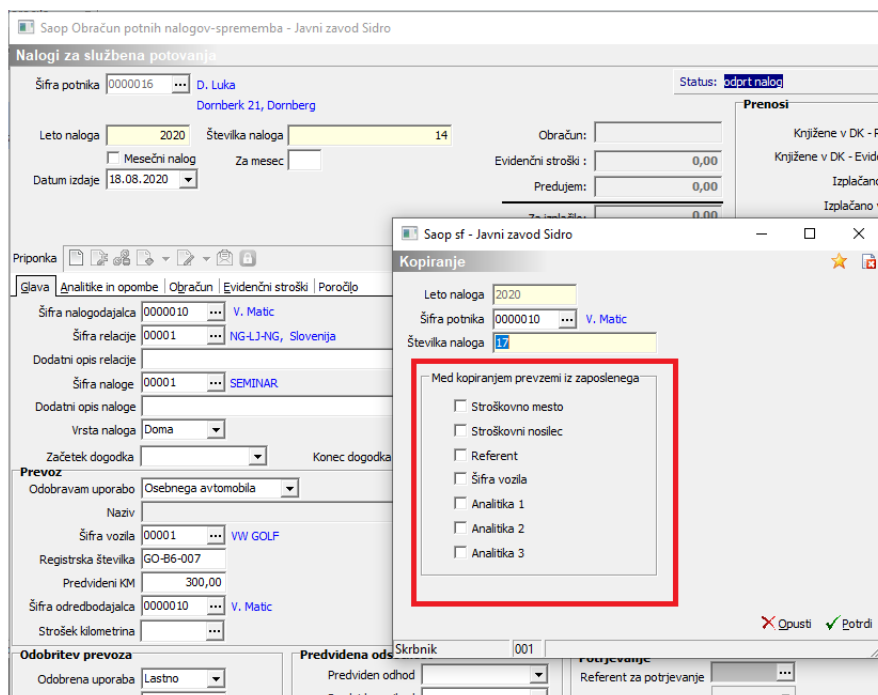 Saop Obračun potnih nalogov-sprememba - Javni zavod Sidro
Nalogi za službena potovanja
Šifra potnika 0000016 ... D. Luka
Status: odprt nalog
Dornberk 21, Dornberg
Prenosi
Leto naloga 2020 Številka naloga 14 Obračun:
Knjižene v DK - P
Mesečni nalog Za mesec Evidenčni stroški : 0,00
Knjižene v DK - Evide
Datum izdaje 18.08.2020 Predujem: 0,00
Izplačano
Za izplačilo: 0.00
Izplačano v
Priponka
Glava Analitike in opombe Obračun Evidenčni stroški Poročilo
Šifra nalogodajalca 0000010 ... V. Matic
Šifra relacije 00001 ... NG-LJ-NG, Slovenija
Dodatni opis relacije
Šifra naloge 00001 ... SEMINAR
Dodatni opis naloge
Vrsta naloga Doma
Začetek dogodka Konec dogodka
Prevoz
Odobravam uporabo Osebnega avtomobila
Naziv
Šifra vozila 00001 ... VW GOLF
Registrska številka GO-B6-007
Predvideni KM 300,00
Šifra odredbodajalca 0000010 ... V. Matic
Strošek kilometrina ...
Odobritev prevoza
Odobrena uporaba Lastno
Predvidena ods
Predviden odhod
Potrjevanje
Referent za potrjevanje ...
Saop sf - Javni zavod Sidro
Kopiranje
Leto naloga 2020
Šifra potnika 0000010 ... V. Matic
Številka naloga 17
Med kopiranjem prevzemi iz zaposlenega
Stroškovno mesto
Stroškovni nosilec
Referent
Šifra vozila
Analitika 1
Analitika 2
Analitika 3
Opusti Potrdi
Skrbnik 001